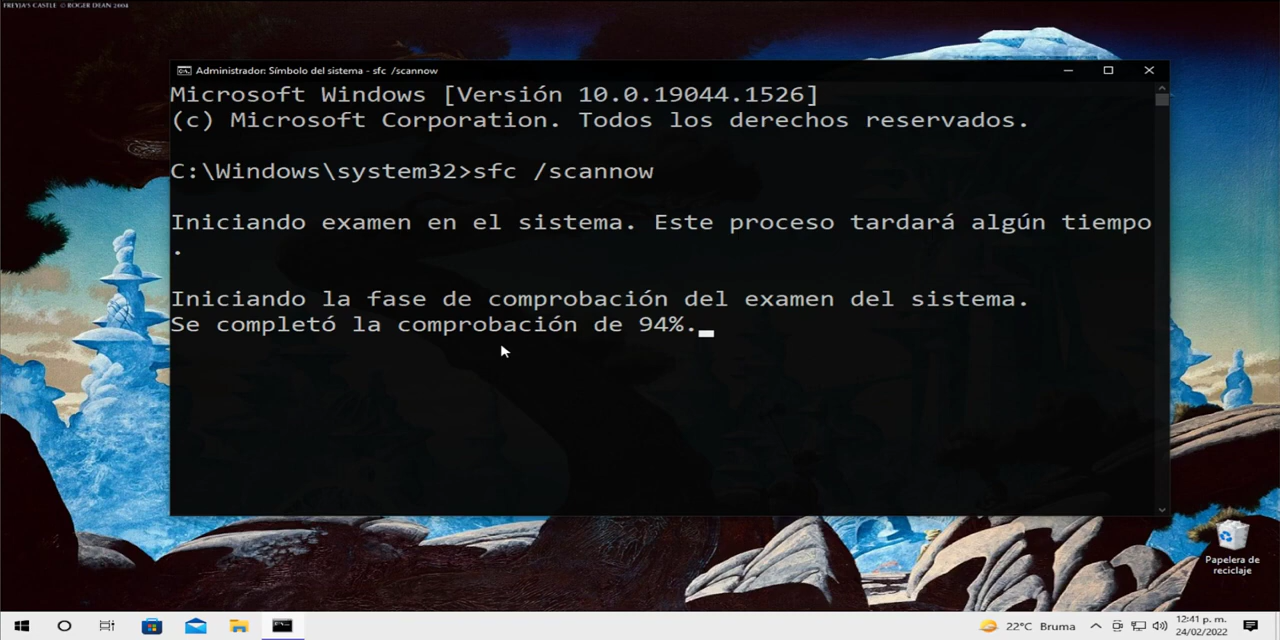 FREYJA'S CASTLE © ROGER DEAN 2004
Administrador: Símbolo del sistema - sfc /scannow
Microsoft Windows [Versión 10.0.19044.1526]
(c) Microsoft Corporation. Todos los derechos reservados.
C:\Windows\system32>sfc /scannow
Iniciando examen en el sistema. Este proceso tardará algún tiempo
.
Iniciando la fase de comprobación del examen del sistema.
Se completó la comprobación de 94%.
Papelera de
reciclaje
22°C Bruma
12:41 p. m.
24/02/2022